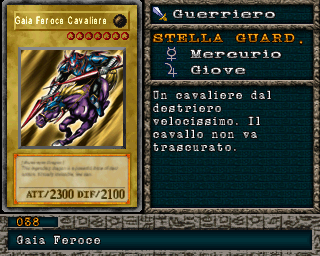 Gaia Feroce Cavaliere
ATT/2300 DIF/2100
Guerriero
STELLA GUARD.
Mercurio
Giove
Un cavaliere dal
destriero
velocissimo. Il
cavallo non va
trascurato.
038
Gaia Feroce